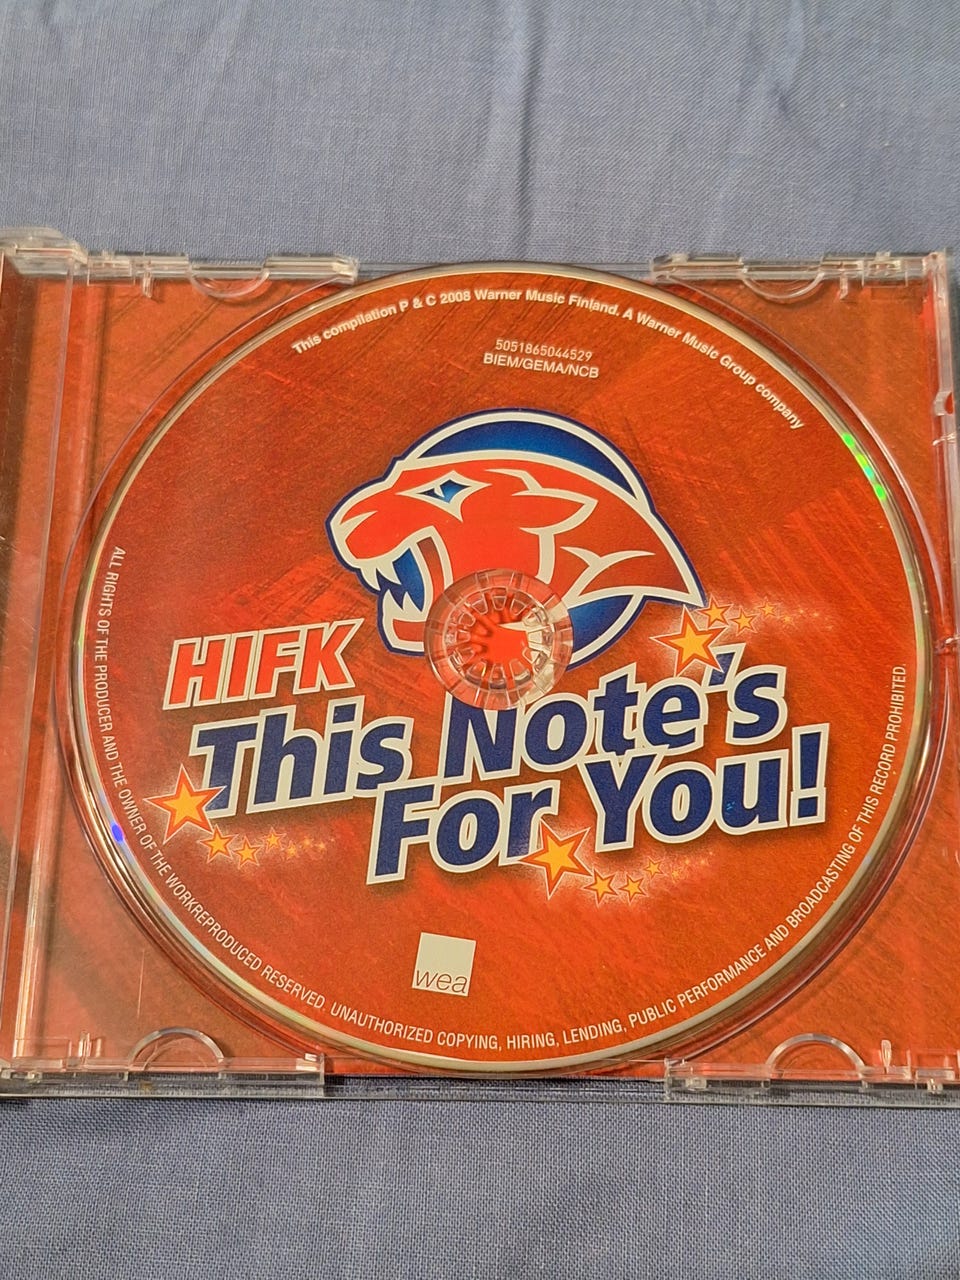 This compilation P & C 2008 Warner Music Finland. A Warner Music Group company
5051865044529
BIEM/GEMA/NCB
HIFK
This Note's
For You!
wea
ALL RIGHTS OF THE PRODUCER AND THE OWNER OF THE WORKREPRODUCED RESERVED. UNAUTHORIZED COPYING, HIRING, LENDING, PUBLIC PERFORMANCE AND BROADCASTING OF THIS RECORD PROHIBITED.